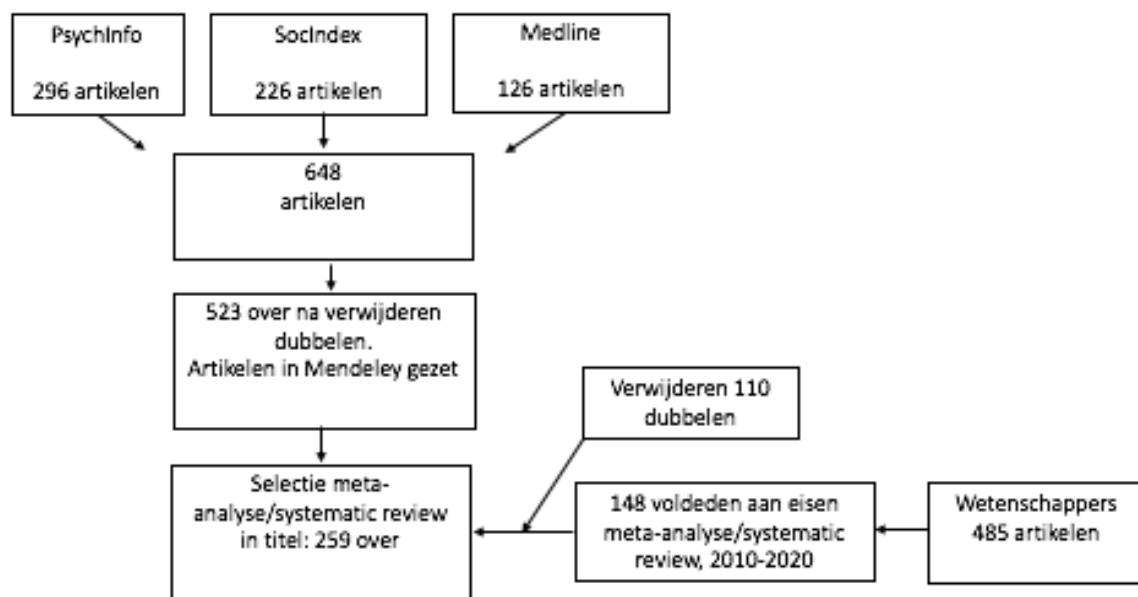 PsychInfo
296 artikelen
SocIndex
226 artikelen
Medline
126 artikelen
648
artikelen
523 over na verwijderen
dubbelen.
Artikelen in Mendeley gezet
Verwijderen 110
dubbelen
Selectie meta-
analyse/systematic review
in titel: 259 over
148 voldeden aan eisen
meta-analyse/systematic
review, 2010-2020
Wetenschappers
485 artikelen